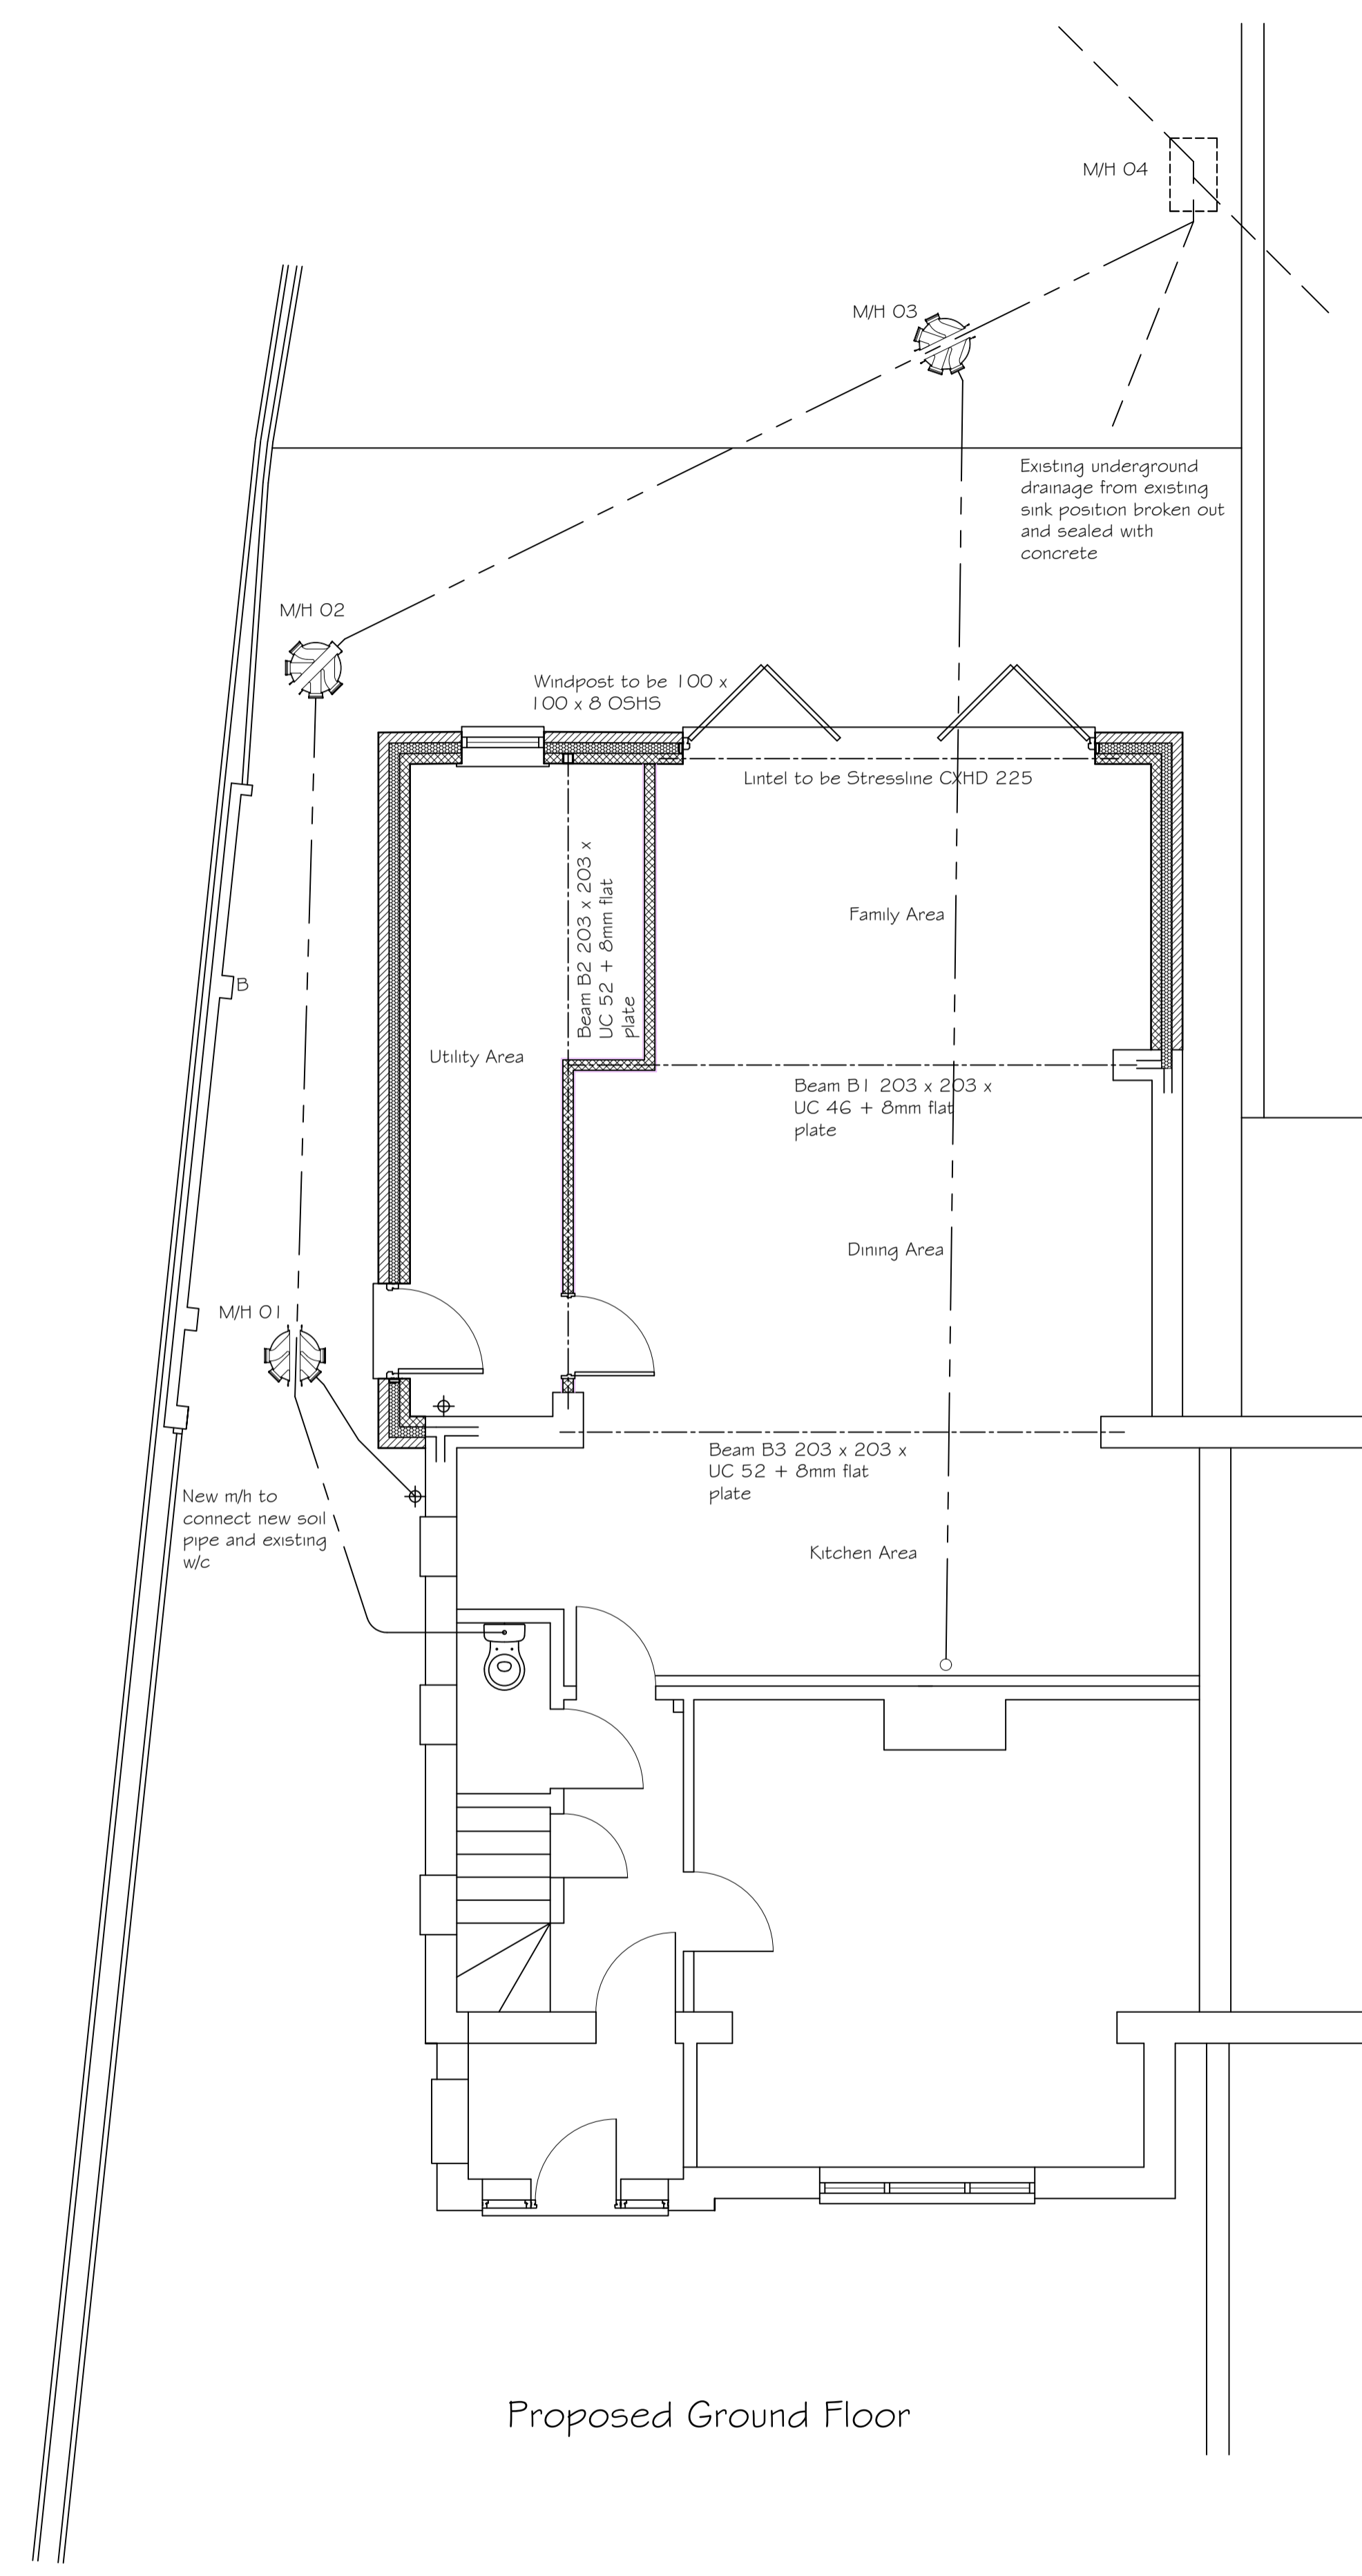 M/H 04
M/H 03
Existing underground
drainage from existing
sink position broken out
and sealed with
concrete
M/H 02
Windpost to be 100 x
100 x 8 OSHS
Lintel to be Stressline CXHD 225
Beam B2 203 x 203 x
UC 52 + 8mm flat
plate
Family Area
B
Utility Area
Beam B1 203 x 203 x
UC 46 + 8mm flat
plate
Dining Area
M/H 01
Beam B3 203 x 203 x
UC 52 + 8mm flat
plate
New m/h to
connect new soil
pipe and existing
w/c
Kitchen Area
Proposed Ground Floor